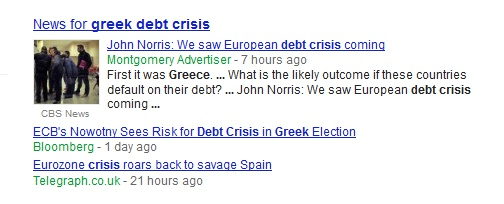 News for greek debt crisis
John Norris: We saw European debt crisis coming
Montgomery Advertiser - 7 hours ago
First it was Greece. ... What is the likely outcome if these countries
default on their debt? ... John Norris: We saw European debt crisis
coming ...
CBS News
ECB's Nowotny Sees Risk for Debt Crisis in Greek Election
Bloomberg - 1 day ago
Eurozone crisis roars back to savage Spain
Telegraph.co.uk - 21 hours ago